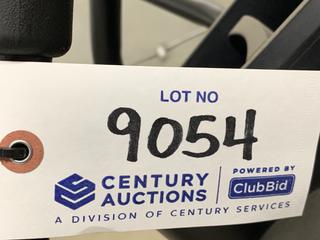 LOT NO
9054
CENTURY AUCTIONS
POWERED BY
ClubBid
A DIVISION OF CENTURY SERVICES